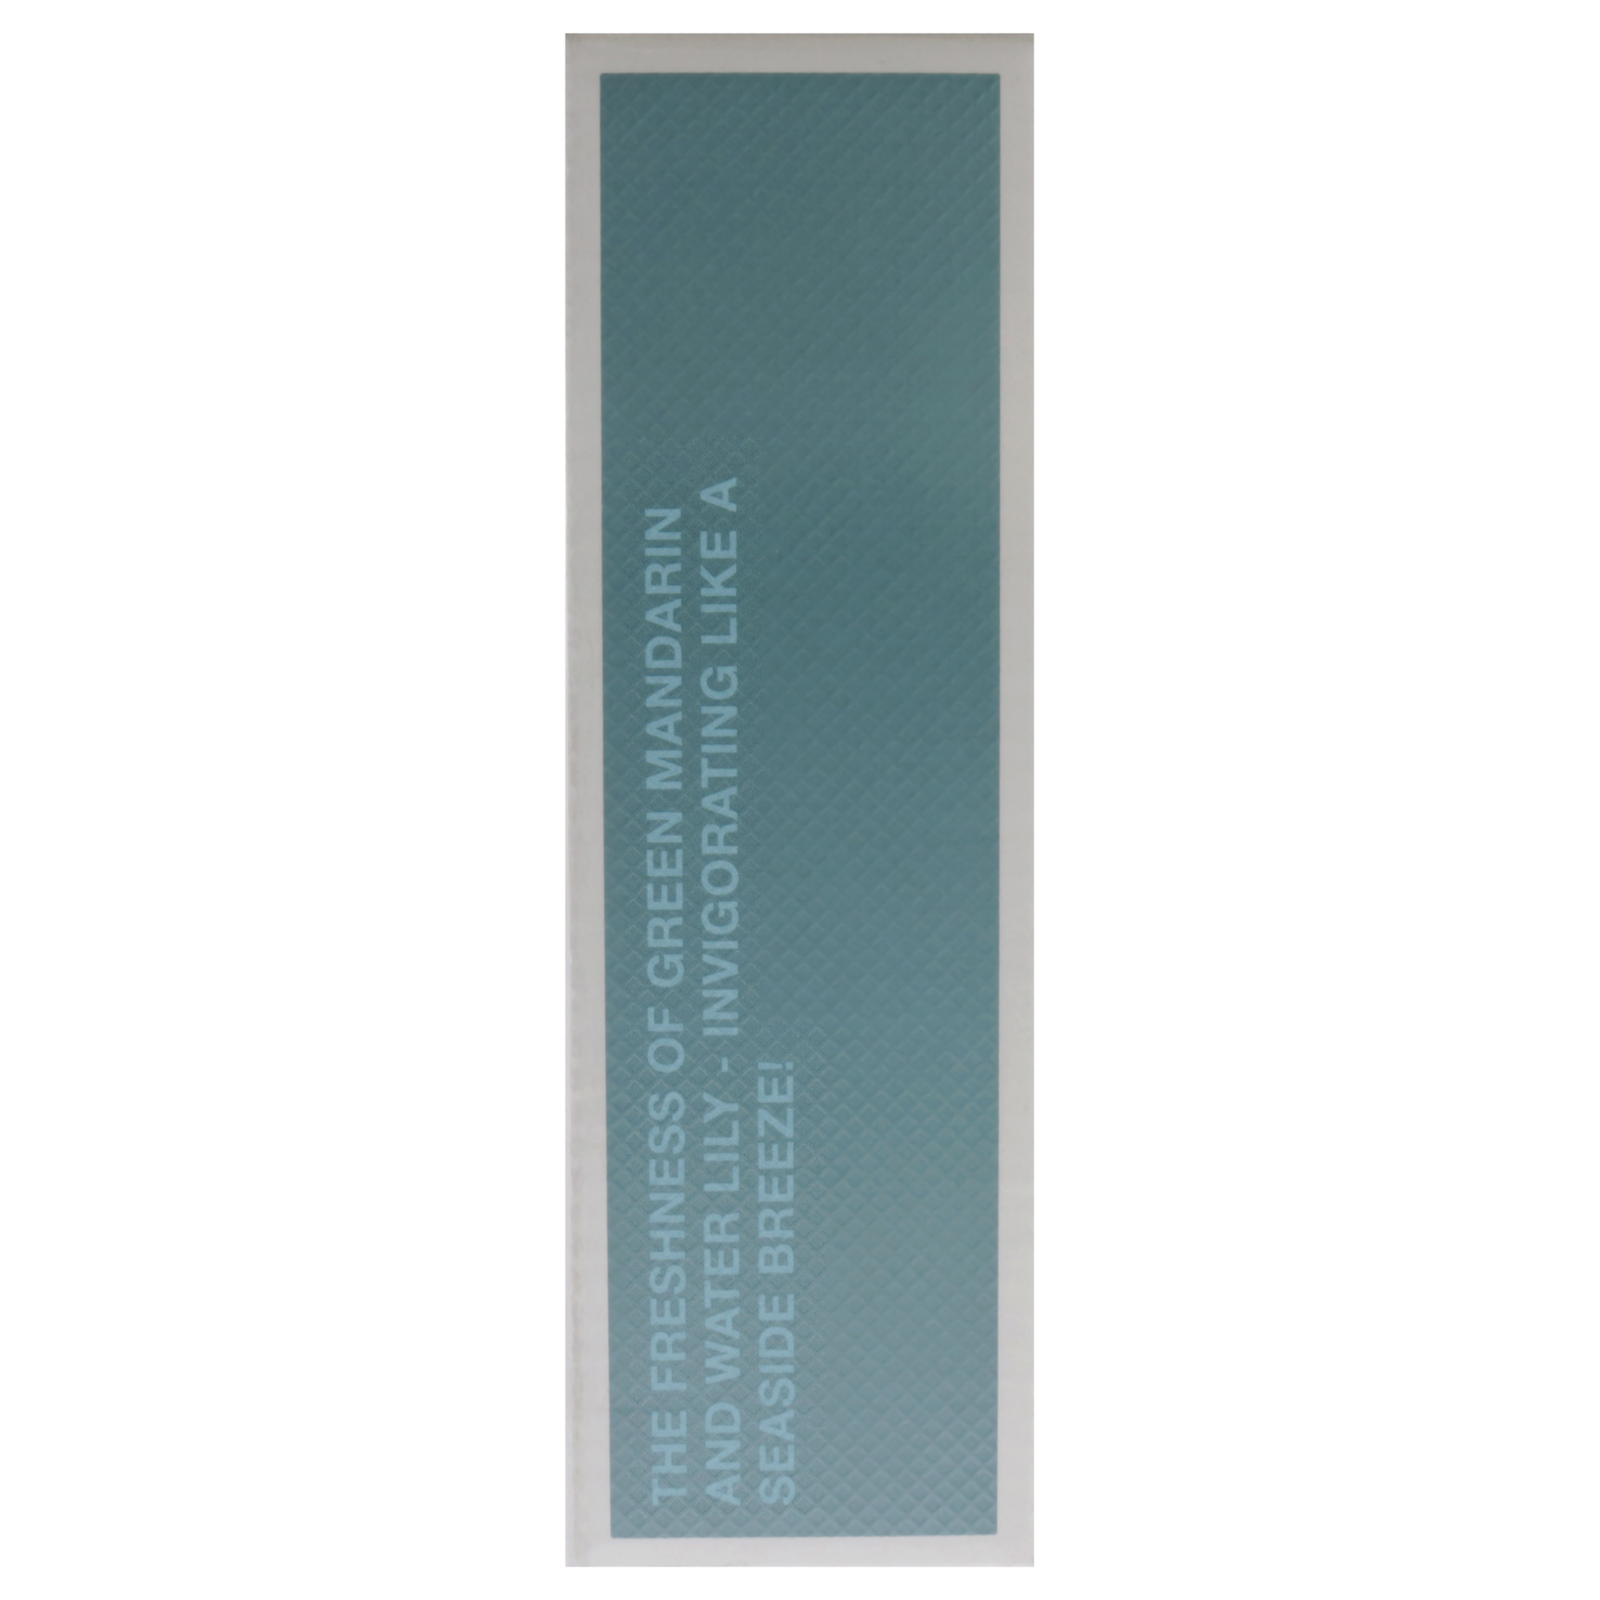 THE FRESHNESS OF GREEN MANDARIN
AND WATER LILY - INVIGORATING LIKE A
SEASIDE BREEZE!